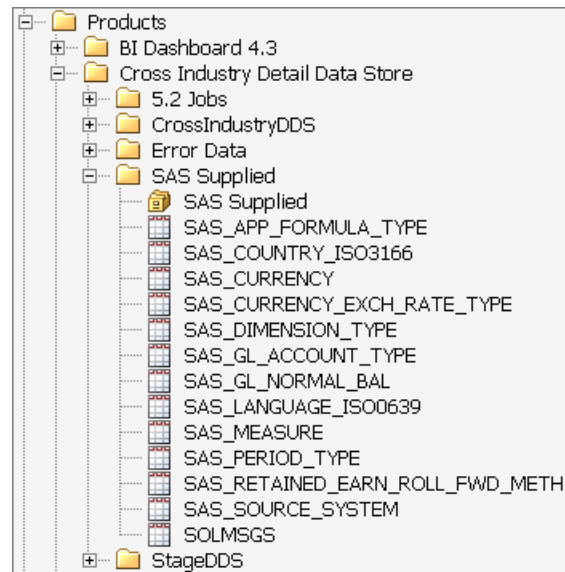 Products
BI Dashboard 4.3
Cross Industry Detail Data Store
5.2 Jobs
CrossIndustryDDS
Error Data
SAS Supplied
SAS Supplied
SAS_APP_FORMULA_TYPE
SAS_COUNTRY_ISO3166
SAS_CURRENCY
SAS_CURRENCY_EXCH_RATE_TYPE
SAS_DIMENSION_TYPE
SAS_GL_ACCOUNT_TYPE
SAS_GL_NORMAL_BAL
SAS_LANGUAGE_ISO0639
SAS_MEASURE
SAS_PERIOD_TYPE
SAS_RETAINED_EARN_ROLL_FWD_METH
SAS_SOURCE_SYSTEM
SOLMSGS
StageDDS